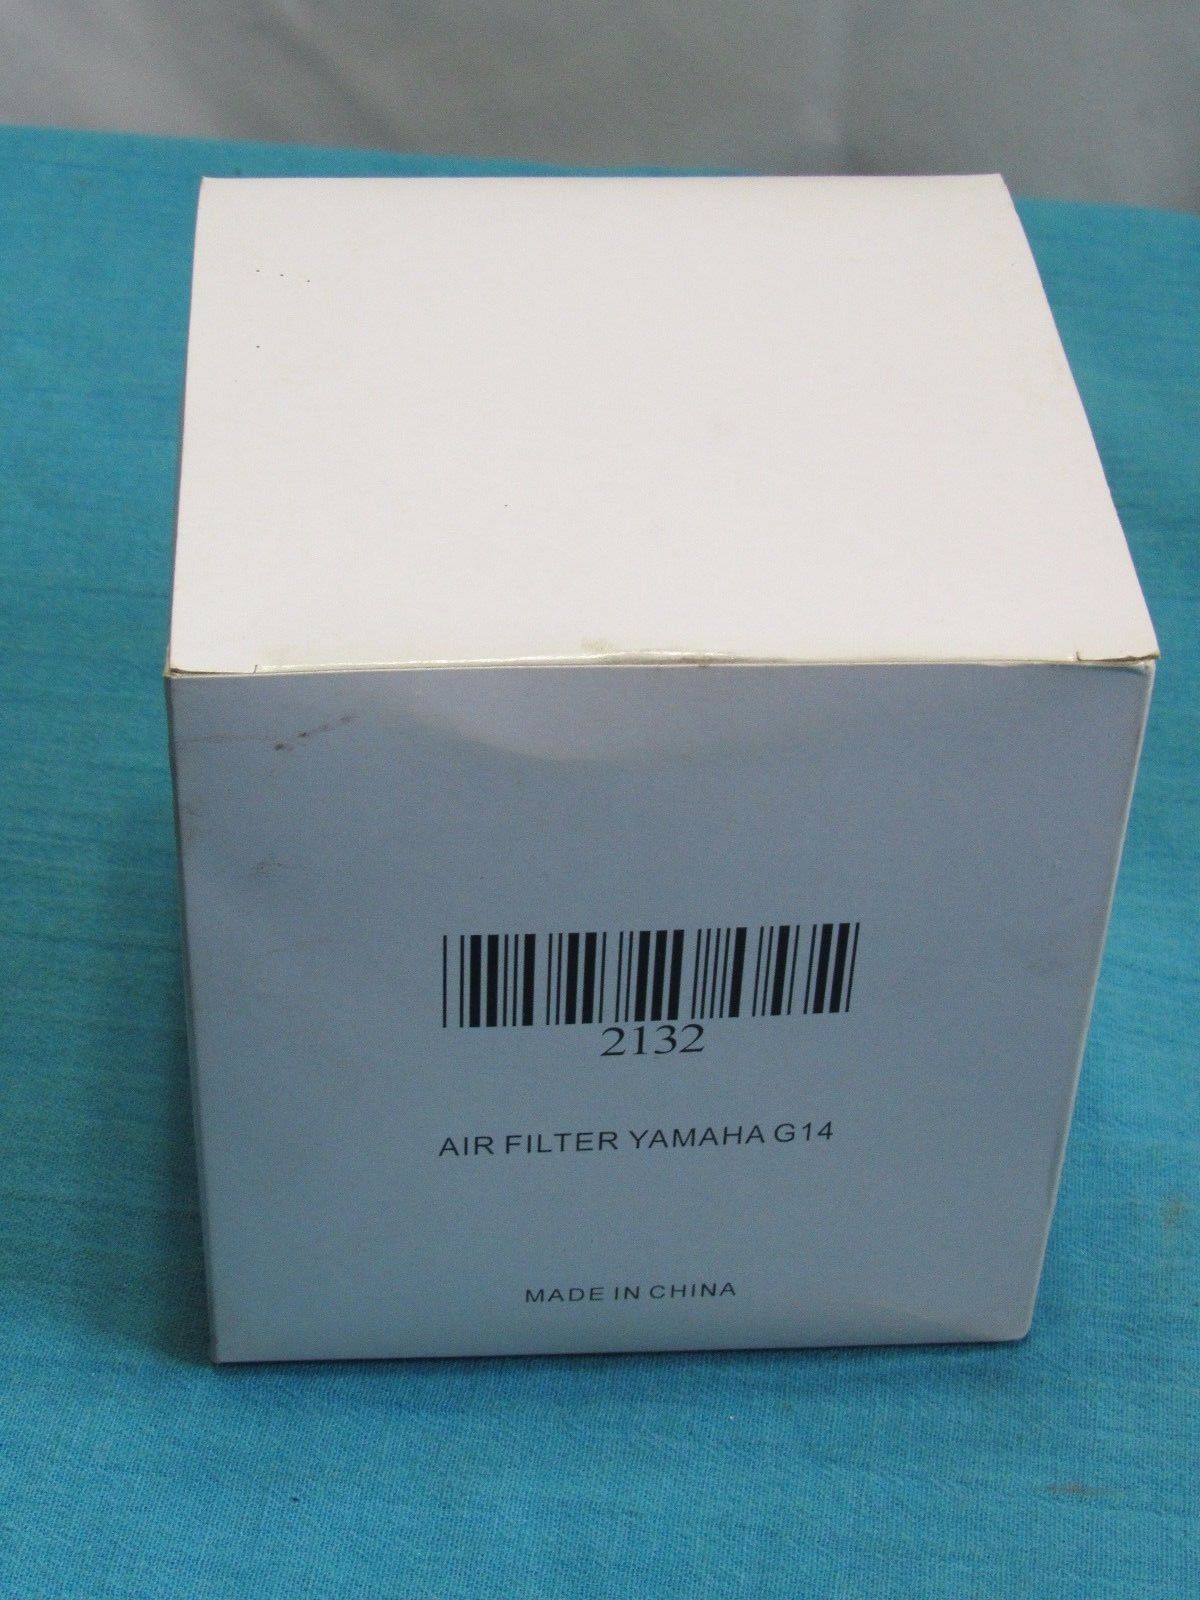 2132
AIR FILTER YAMAHA G14
MADE IN CHINA